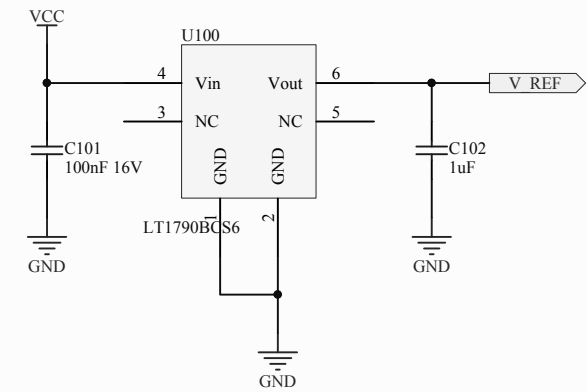 VCC
U100
4
Vin
Vout
6
V_REF
3
NC
NC
5
C101
100nF 16V
GND
GND
C102
1uF
LT1790BCS6
1
2
GND
GND
GND